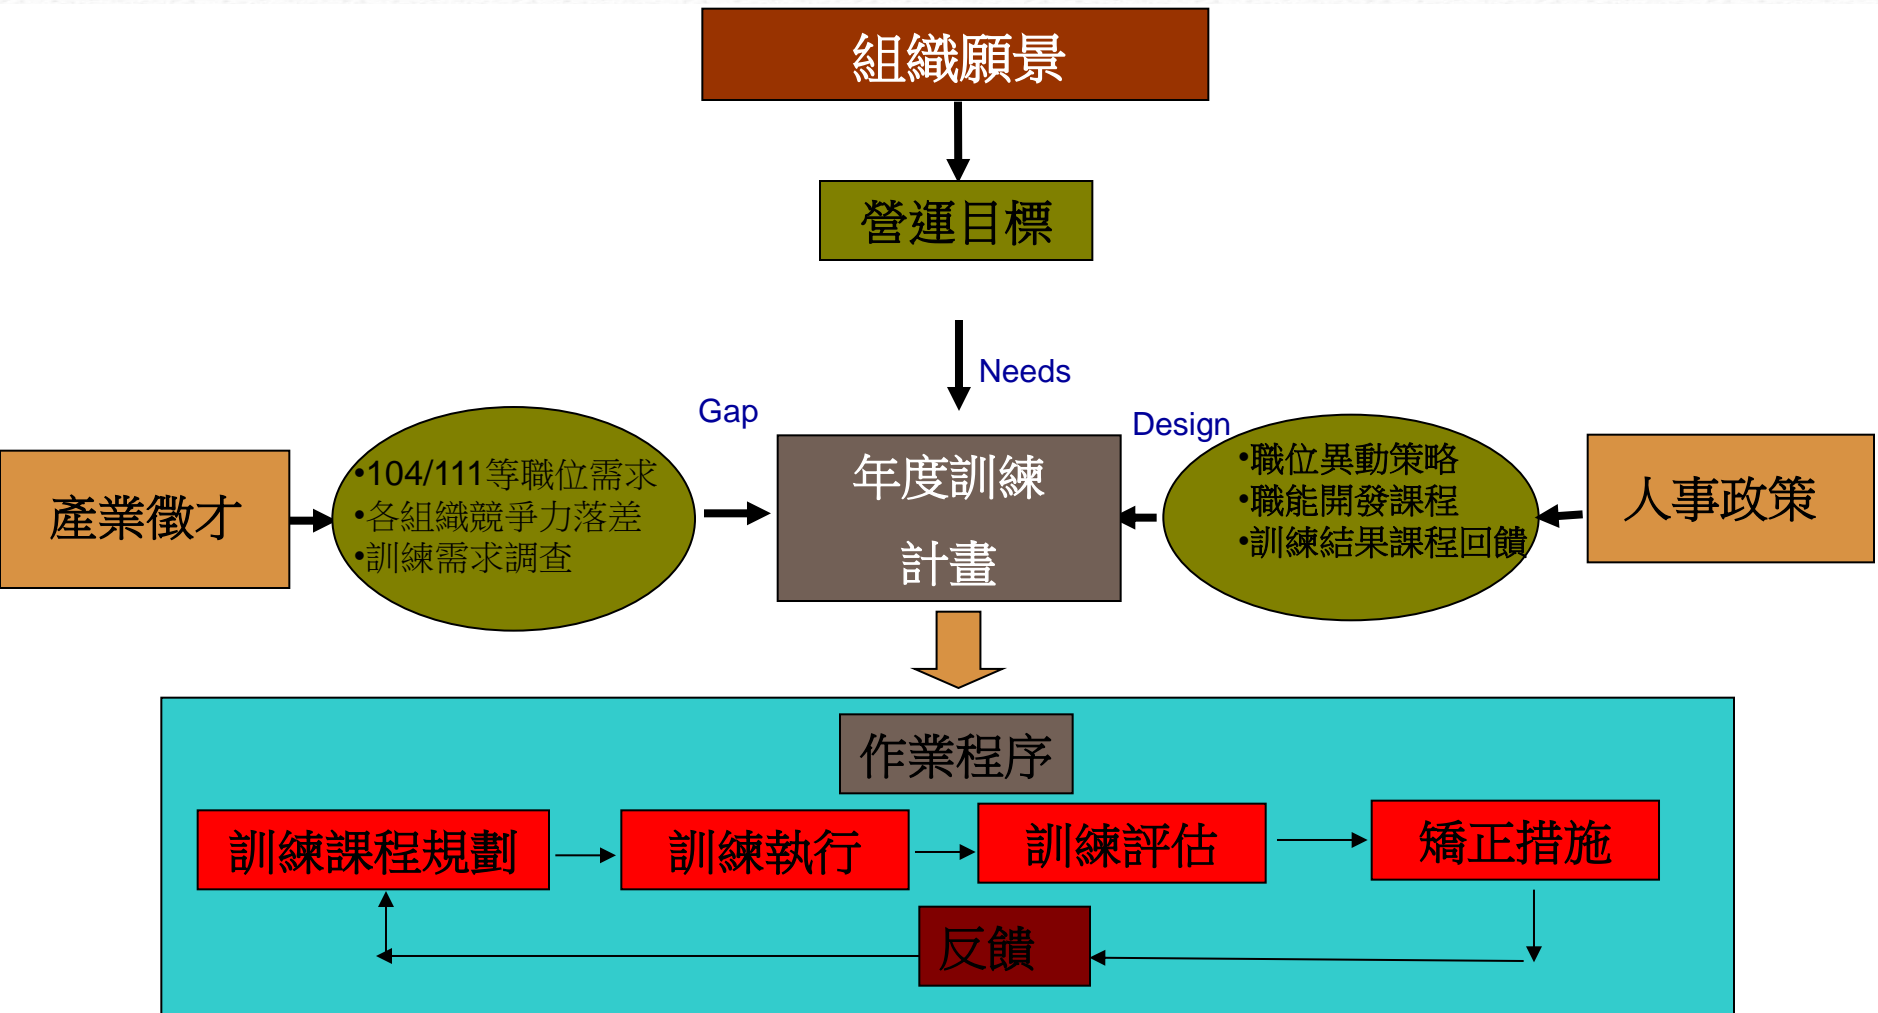 組織願景
營運目標
Needs
Gap
Design
產業徵才
•104/111等職位需求
•各組織競爭力落差
•訓練需求調查
年度訓練
計畫
•職位異動策略
•職能開發課程
•訓練結果課程回饋
人事政策
作業程序
訓練課程規劃
訓練執行
訓練評估
矯正措施
反饋